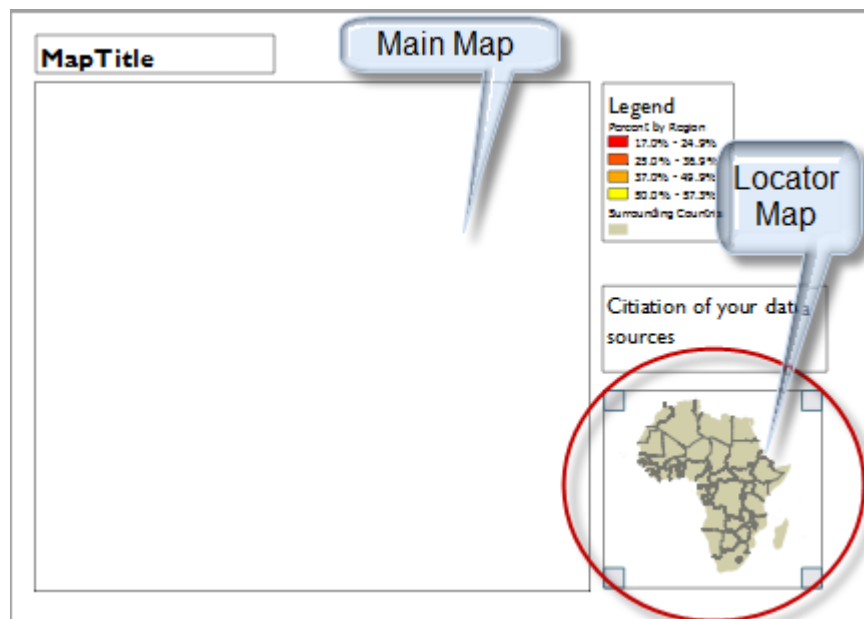 MapTitle
Main Map
Legend
Percent by Region
17.0% - 24.9%
25.0% - 36.9%
37.0% - 49.9%
50.0% - 57.3%
Surrounding Countrie
Locator
Map
Citiation of your data
sources